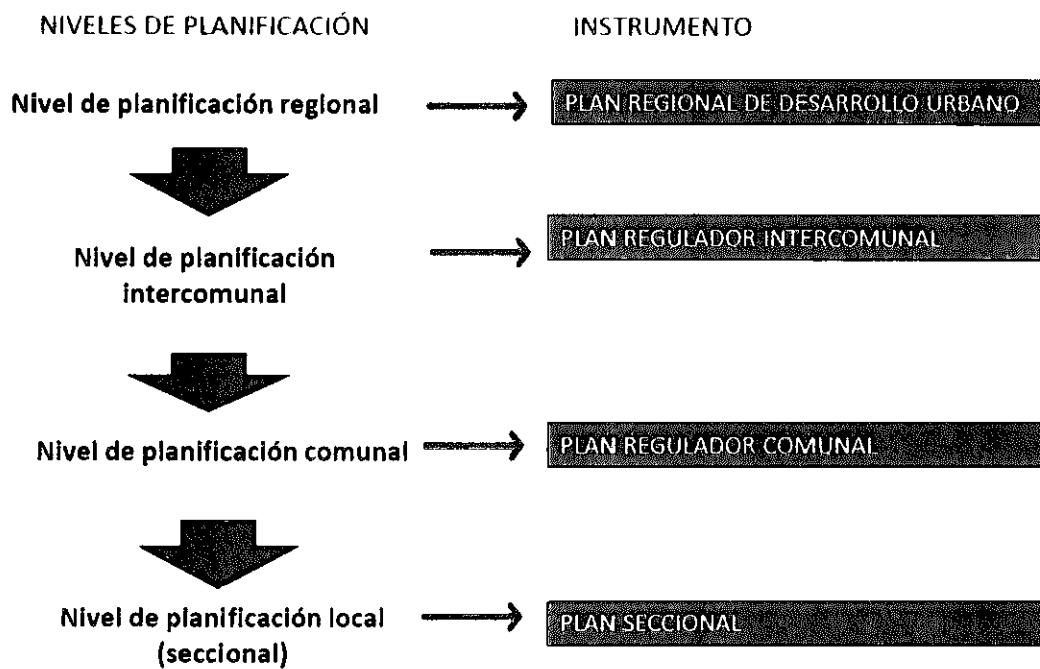 NIVELES DE PLANIFICACIÓN
INSTRUMENTO
Nivel de planificación regional
PLAN REGIONAL DE DESARROLLO URBANO
Nivel de planificación
intercomunal
PLAN REGULADOR INTERCOMUNAL
Nivel de planificación comunal
PLAN REGULADOR COMUNAL
Nivel de planificación local
(seccional)
PLAN SECCIONAL